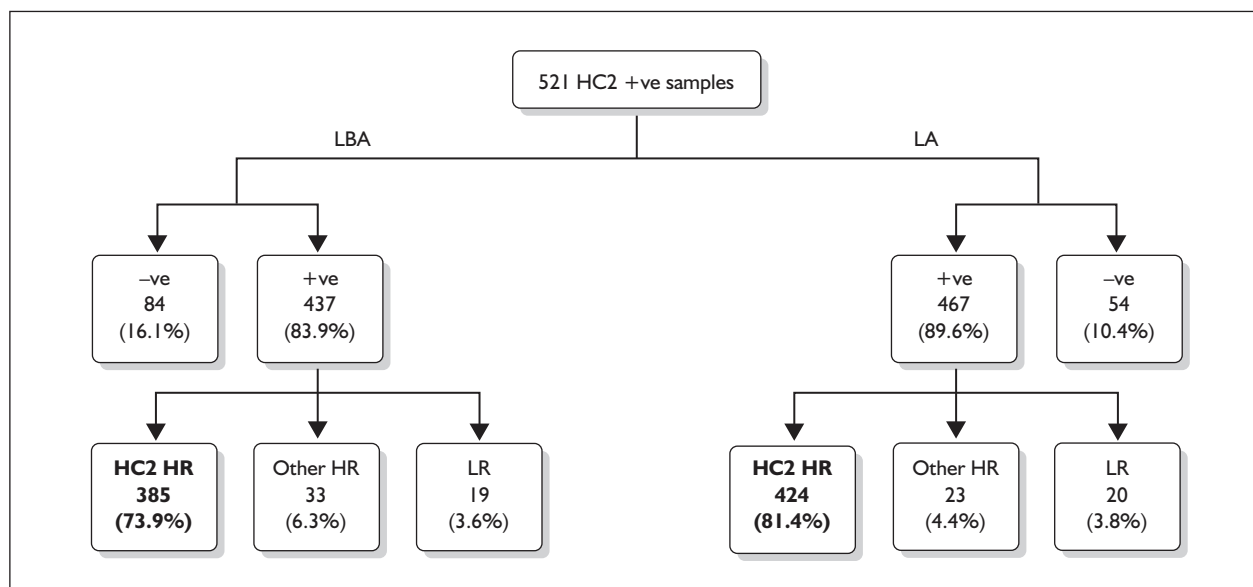 521 HC2 +ve samples
LBA
LA
–ve
84
(16.1%)
+ve
437
(83.9%)
+ve
467
(89.6%)
–ve
54
(10.4%)
HC2 HR
385
(73.9%)
Other HR
33
(6.3%)
LR
19
(3.6%)
HC2 HR
424
(81.4%)
Other HR
23
(4.4%)
LR
20
(3.8%)